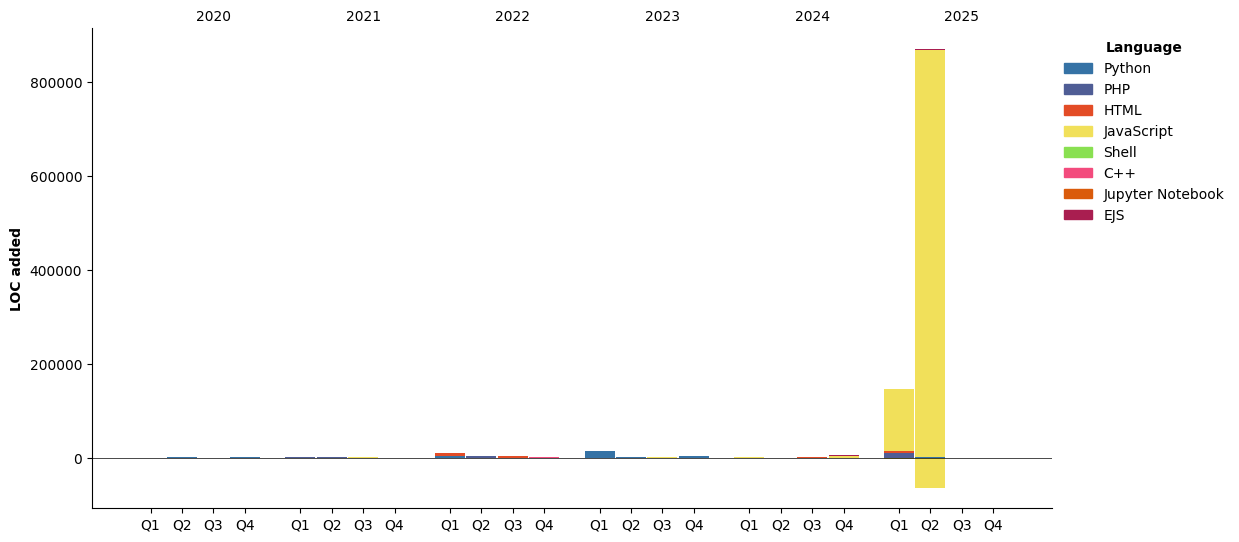 2020 2021 2022 2023 2024 2025
Language
Python
PHP
HTML
JavaScript
Shell
C++
Jupyter Notebook
EJS
LOC added
800000
600000
400000
200000
0
Q1 Q2 Q3 Q4 Q1 Q2 Q3 Q4 Q1 Q2 Q3 Q4 Q1 Q2 Q3 Q4 Q1 Q2 Q3 Q4 Q1 Q2 Q3 Q4